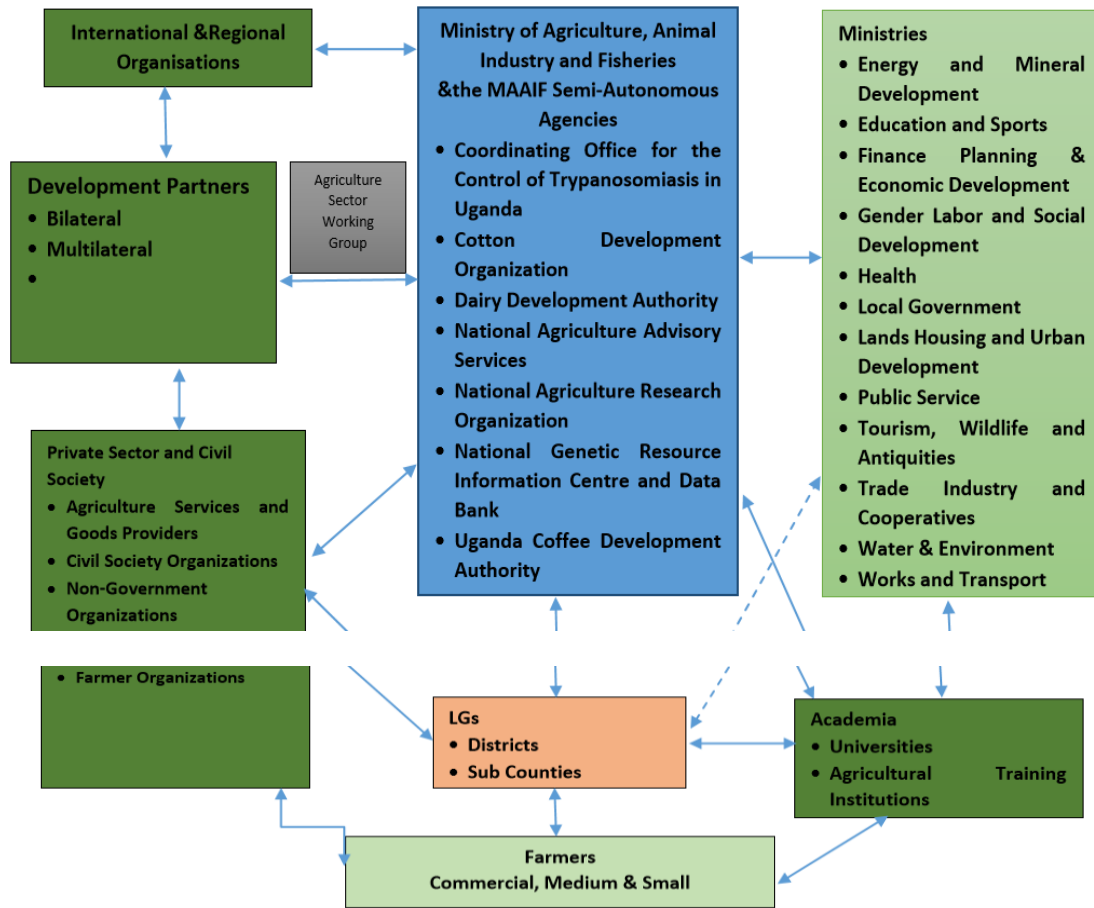 International &Regional
Organisations
Ministry of Agriculture, Animal
Industry and Fisheries
&the MAAIF Semi-Autonomous
Agencies
• Coordinating Office for the
Control of Trypanosomiasis in
Uganda
• Cotton Development
Organization
• Dairy Development Authority
• National Agriculture Advisory
Services
• National Agriculture Research
Organization
• National Genetic Resource
Information Centre and Data
Bank
• Uganda Coffee Development
Authority
Ministries
• Energy and Mineral
Development
• Education and Sports
• Finance Planning &
Economic Development
• Gender Labor and Social
Development
• Health
• Local Government
• Lands Housing and Urban
Development
• Public Service
• Tourism, Wildlife and
Antiquities
• Trade Industry and
Cooperatives
• Water & Environment
• Works and Transport
Development Partners
• Bilateral
• Multilateral
•
Agriculture
Sector
Working
Group
Private Sector and Civil
Society
• Agriculture Services and
Goods Providers
• Civil Society Organizations
• Non-Government
Organizations
• Farmer Organizations
LGs
• Districts
• Sub Counties
Academia
• Universities
• Agricultural Training
Institutions
Farmers
Commercial, Medium & Small